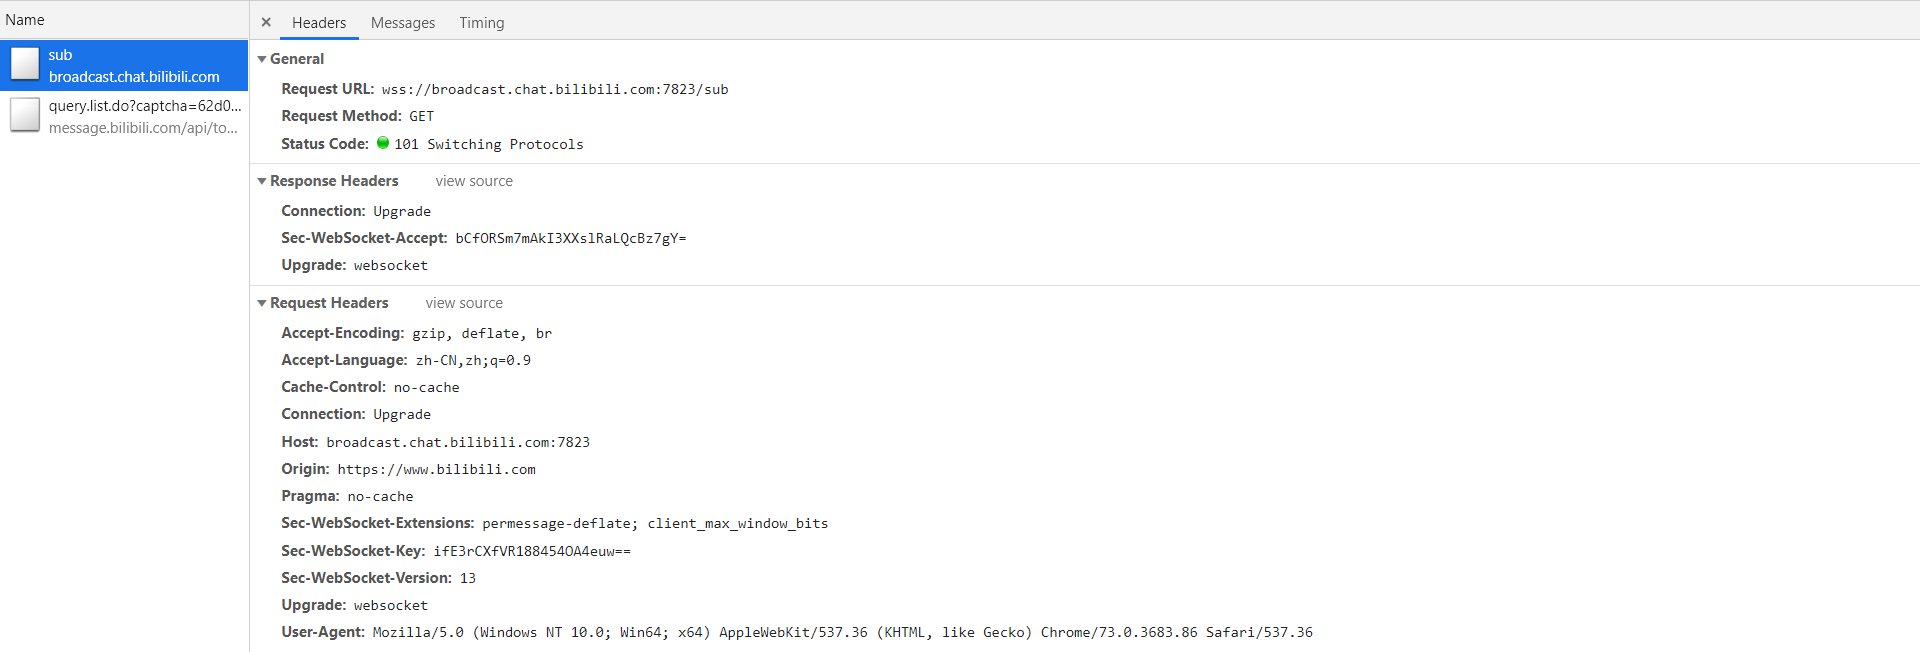 Name
× Headers Messages Timing
sub
broadcast.chat.bilibili.com
query.list.do?captcha=62d0...
message.bilibili.com/api/to...
General
Request URL: wss://broadcast.chat.bilibili.com:7823/sub
Request Method: GET
Status Code: 101 Switching Protocols
Response Headers view source
Connection: Upgrade
Sec-WebSocket-Accept: bCfORSm7mAkI3XXslRaLQcBz7gY=
Upgrade: websocket
Request Headers view source
Accept-Encoding: gzip, deflate, br
Accept-Language: zh-CN,zh;q=0.9
Cache-Control: no-cache
Connection: Upgrade
Host: broadcast.chat.bilibili.com:7823
Origin: https://www.bilibili.com
Pragma: no-cache
Sec-WebSocket-Extensions: permessage-deflate; client_max_window_bits
Sec-WebSocket-Key: ifE3rCXfVR188454OA4euw==
Sec-WebSocket-Version: 13
Upgrade: websocket
User-Agent: Mozilla/5.0 (Windows NT 10.0; Win64; x64) AppleWebKit/537.36 (KHTML, like Gecko) Chrome/73.0.3683.86 Safari/537.36